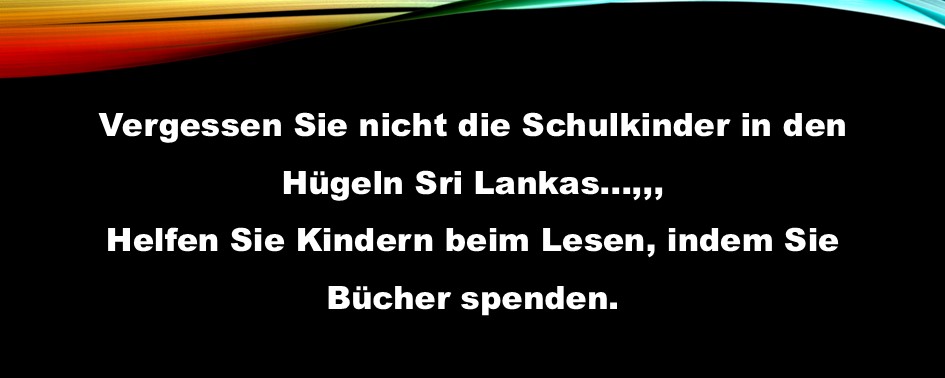 Vergessen Sie nicht die Schulkinder in den
Hügeln Sri Lankas...,,,
Helfen Sie Kindern beim Lesen, indem Sie
Bücher spenden.